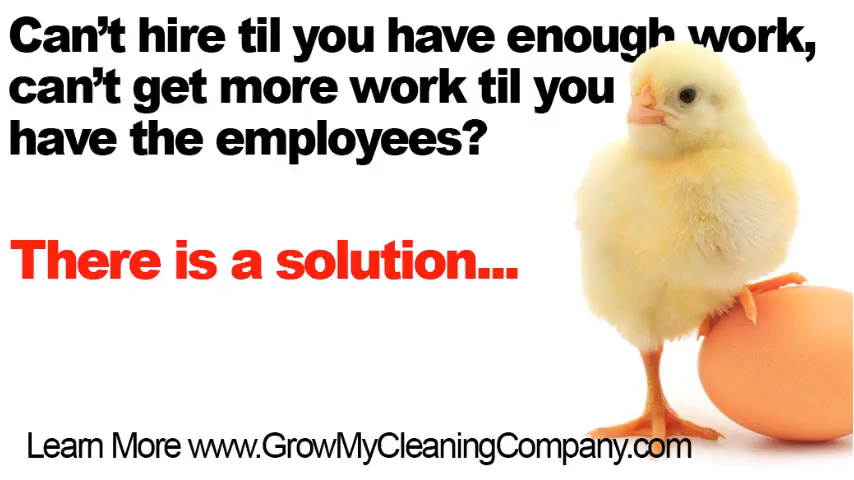 Can't hire til you have enough work,
can't get more work til you
have the employees?
There is a solution...
Learn More www.GrowMyCleaningCompany.com